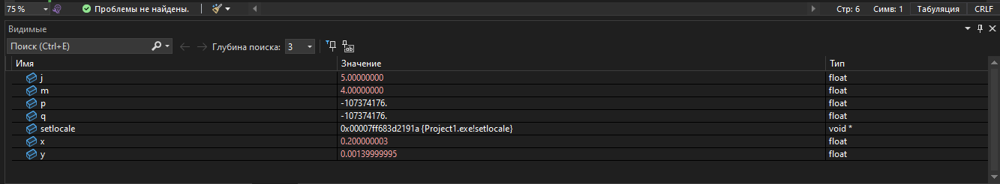 75 % Проблемы не найдены. Стр: 6 Симв: 1 Табуляция CRLF
Видимые
Поиск (Ctrl+E) Глубина поиска: 3
Имя Значение Тип
j 5.00000000 float
m 4.00000000 float
p -107374176. float
q -107374176. float
setlocale 0x00007ff683d2191a {Project1.exe!setlocale} void *
x 0.200000003 float
y 0.00139999995 float